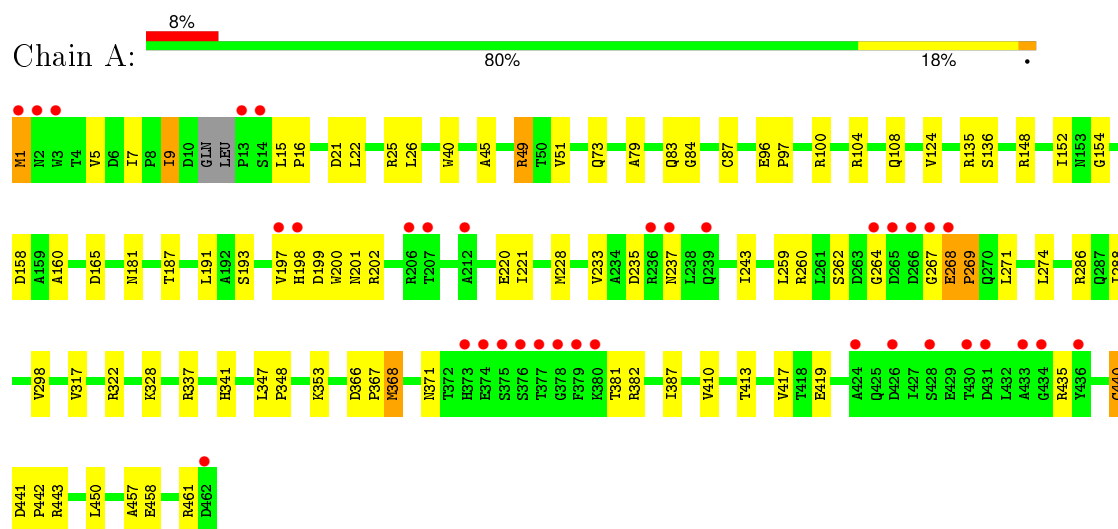 8%
Chain A:
80% 18% •
M1 N2 W3 T4 V5 D6 I7 P8 I9 D10 GLN LEU P13 S14 L15 P16 D21 L22 R25 L26 W40 A45 R49 T50 V51 Q73 A79 Q83 G84 C87 E96 P97 R100 R104 Q108 V124 R135 S136 R148 I152 N153 G154
D158 A159 A160 D165 N181 T187 L191 A192 S193 V197 H198 D199 W200 N201 R202 R206 T207 A212 E220 I221 M228 V233 A234 D235 R236 N237 L238 Q239 I243 L259 R260 L261 S262 D263 G264 D265 D266 G267 E268 P269 Q270 L271 L274 R286 Q287
V298 V317 R322 K328 R337 H341 L347 P348 K353 D366 P367 M368 N371 T372 H373 E374 S375 S376 T377 G378 F379 K380 T381 R382 I387 V410 T413 V417 T418 E419 A424 Q425 D426 I427 S428 E429 T430 D431 L432 A433 G434 R435 Y436
D441 P442 R443 L450 A457 E458 R461 D462